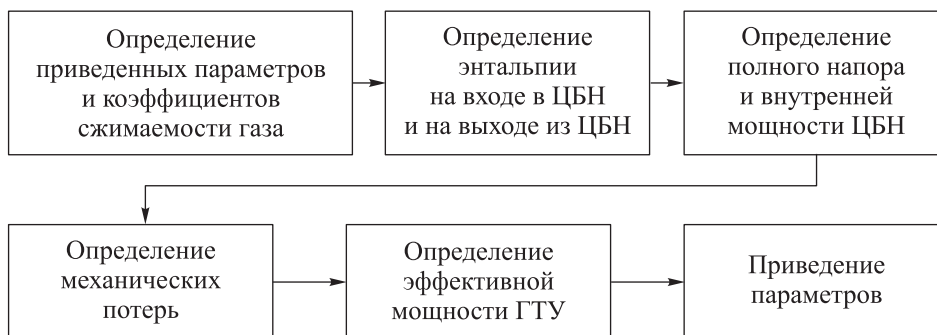 Определение
приведенных параметров
и коэффициентов
сжимаемости газа
Определение
энтальпии
на входе в ЦБН
и на выходе из ЦБН
Определение
полного напора
и внутренней
мощности ЦБН
Определение
механических
потерь
Определение
эффективной
мощности ГТУ
Приведение
параметров